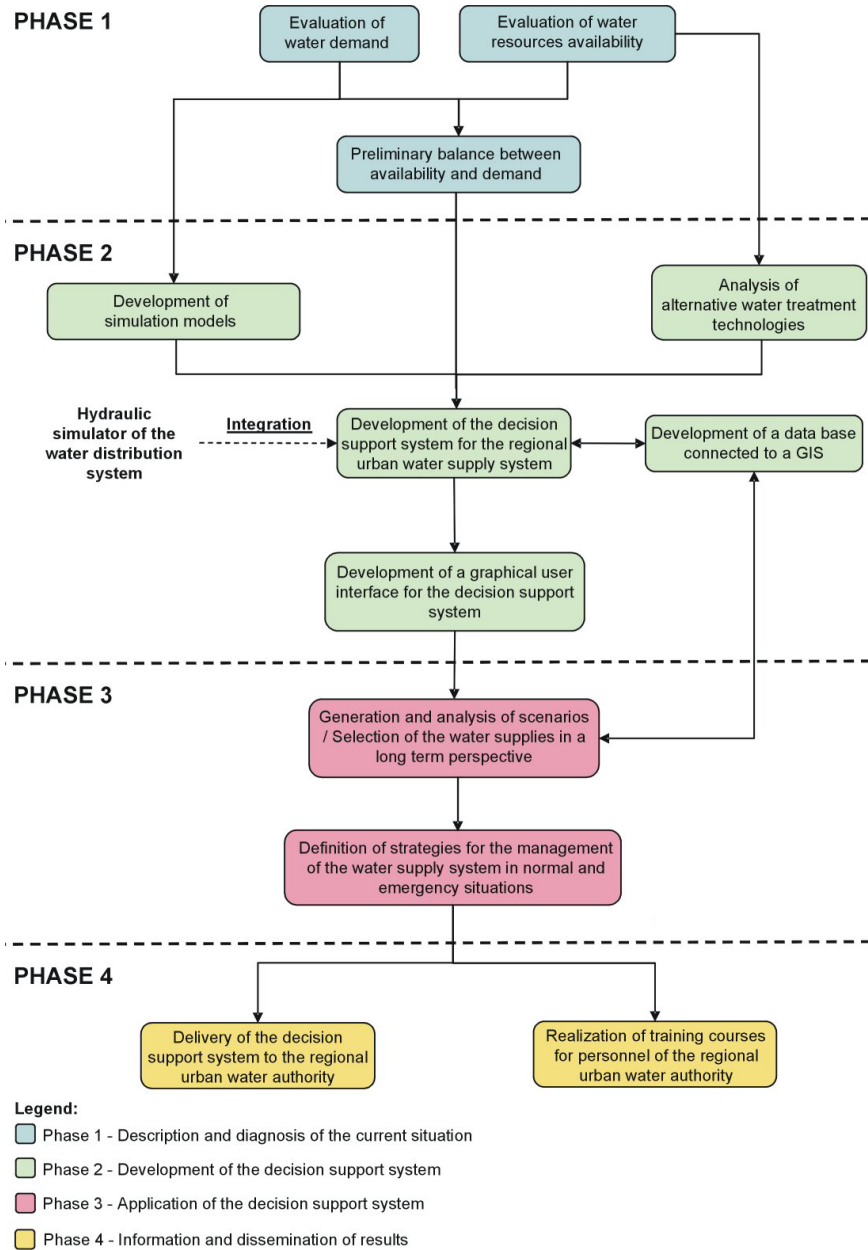 PHASE 1
Evaluation of
water demand
Evaluation of water
resources availability
Preliminary balance between
availability and demand
PHASE 2
Development of
simulation models
Analysis of
alternative water treatment
technologies
Hydraulic
simulator of the
water distribution
system
Integration
Development of the decision
support system for the regional
urban water supply system
Development of a data base
connected to a GIS
Development of a graphical user
interface for the decision support
system
PHASE 3
Generation and analysis of scenarios
/ Selection of the water supplies in a
long term perspective
Definition of strategies for the management
of the water supply system in normal and
emergency situations
PHASE 4
Delivery of the decision
support system to the regional
urban water authority
Realization of training courses
for personnel of the regional
urban water authority
Legend:
Phase 1 - Description and diagnosis of the current situation
Phase 2 - Development of the decision support system
Phase 3 - Application of the decision support system
Phase 4 - Information and dissemination of results